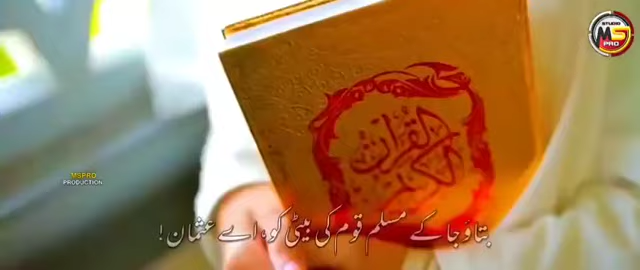 STUDIO
MS
PRO
القرآن
الكريم
MSPRO
PRODUCTION
بتاؤ جا کے مسلم قوم کی بیٹی کو، اے عثمان!